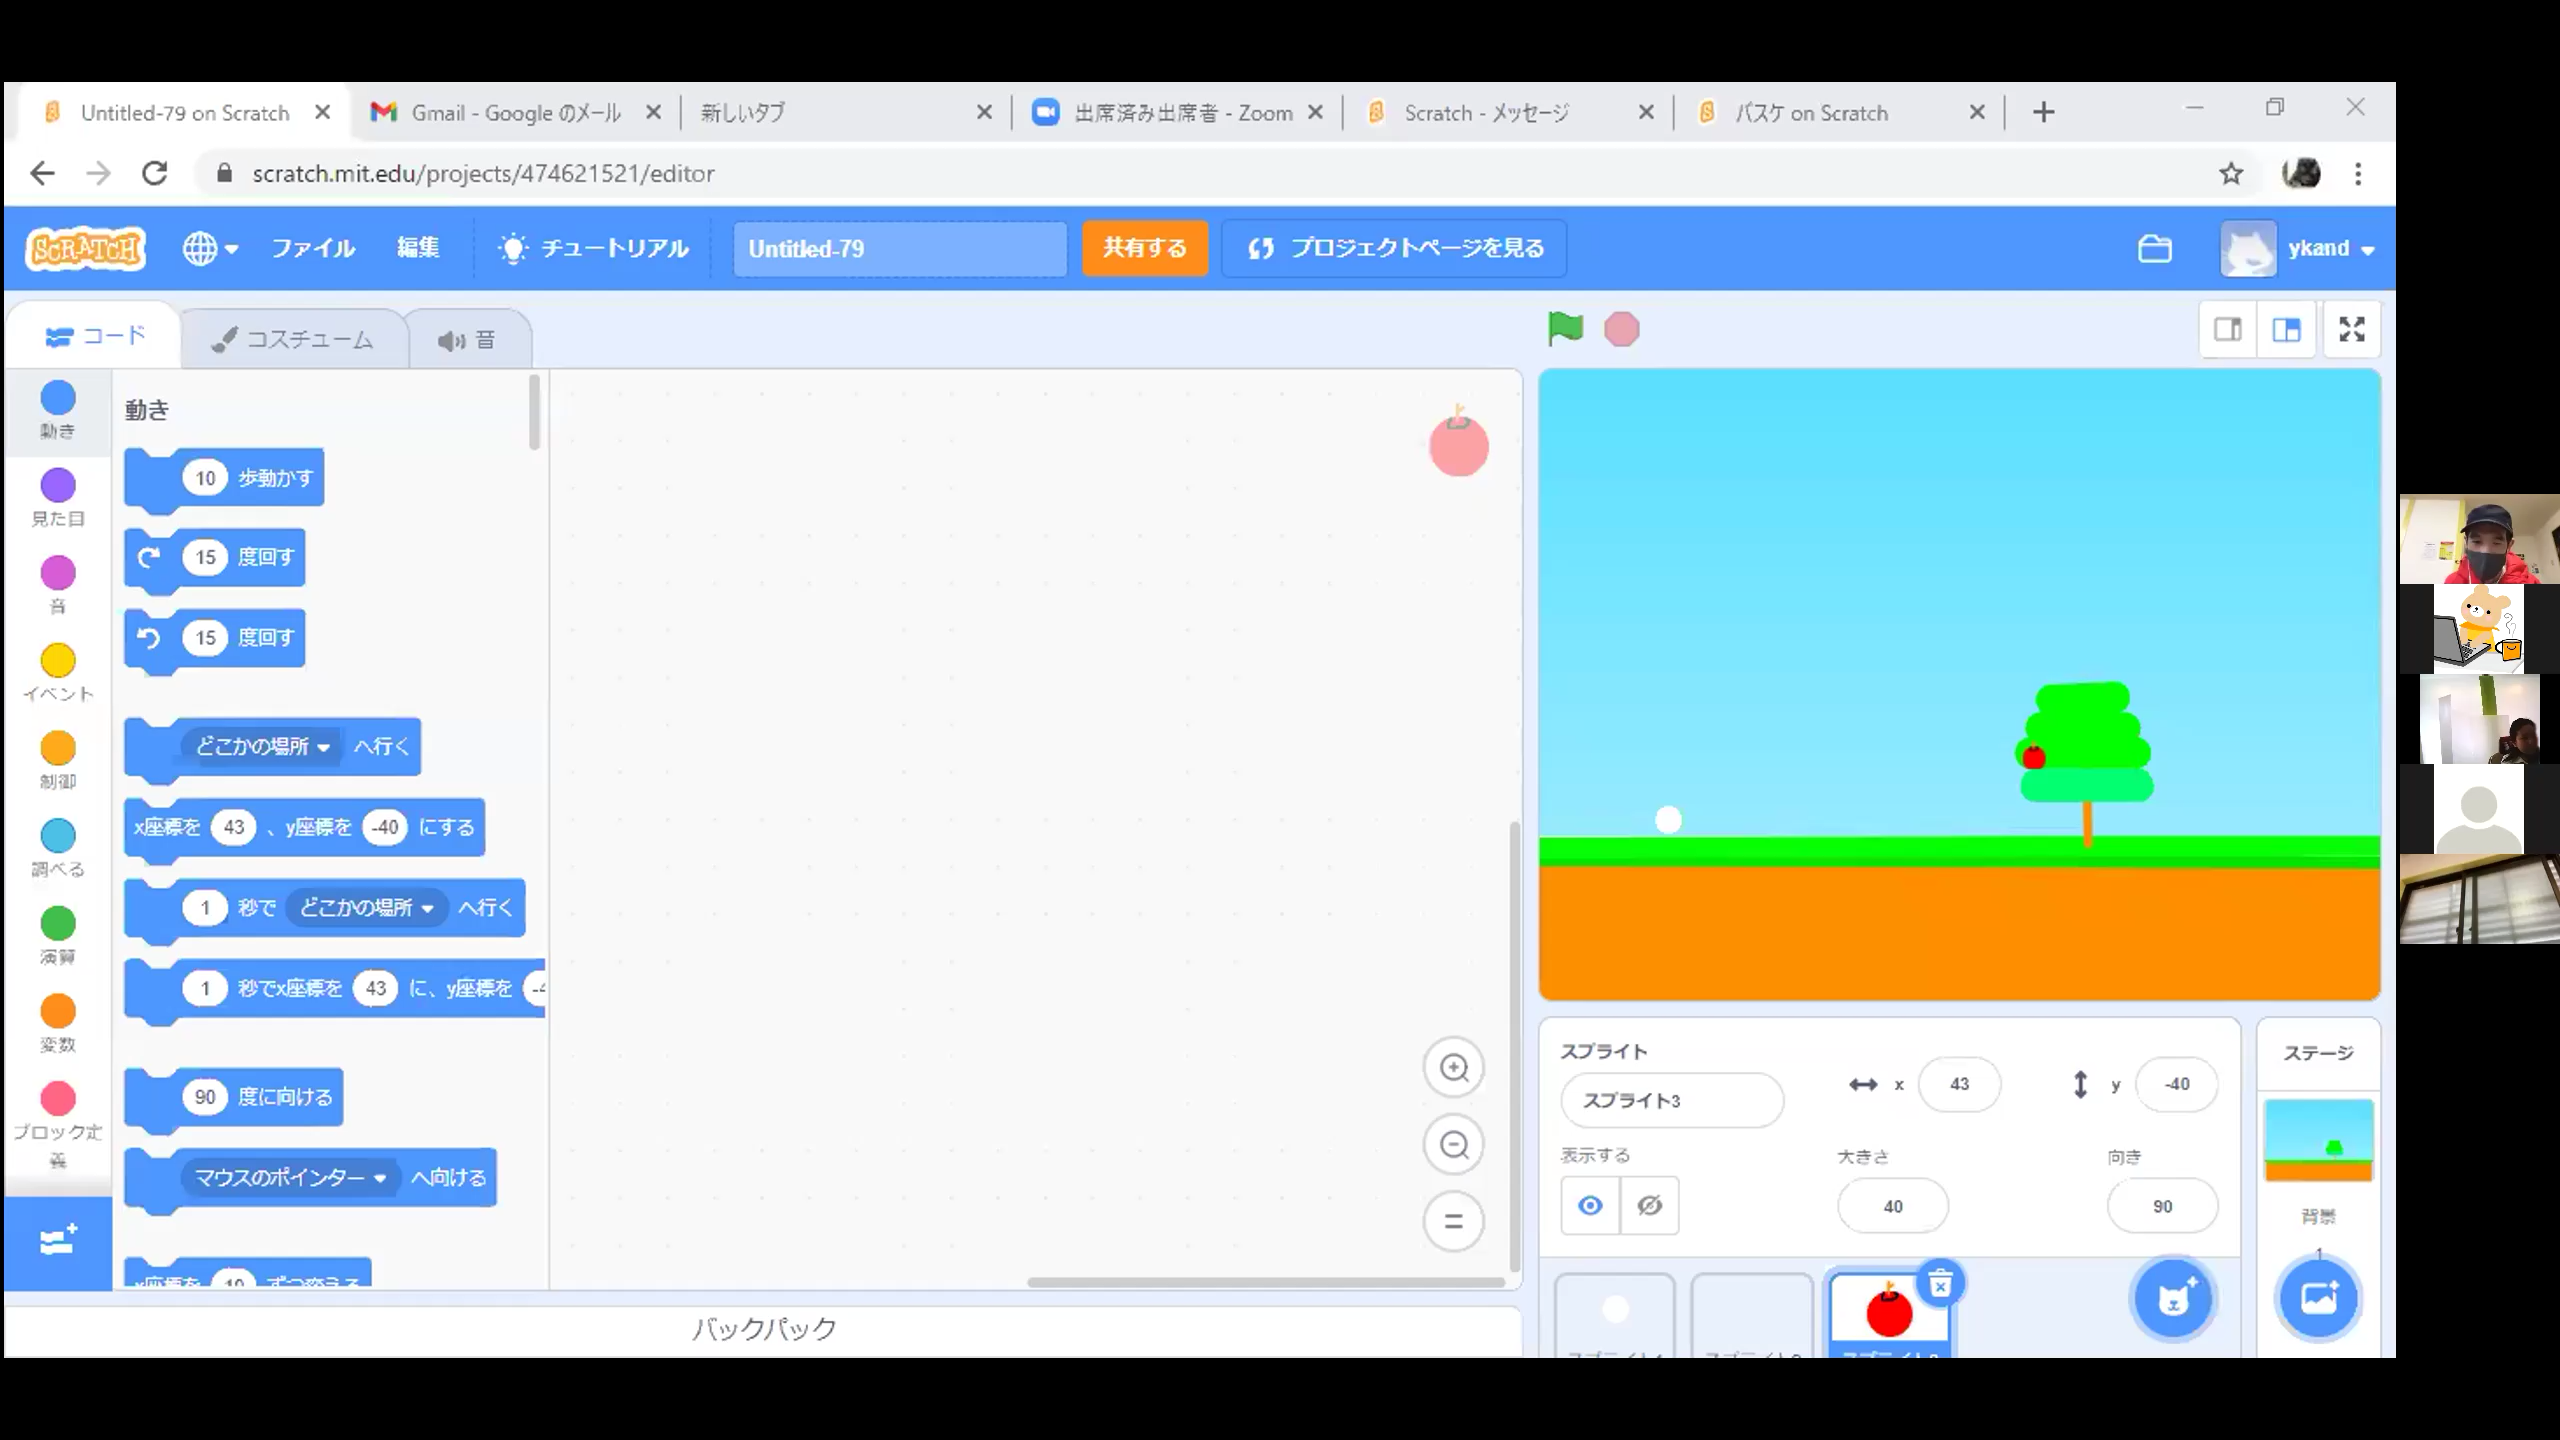 Untitled-79 on Scratch
Gmail - Google のメール
新しいタブ
出席済み出席者 - Zoom
Scratch - メッセージ
バスケ on Scratch
scratch.mit.edu/projects/474621521/editor
SCRATCH
ファイル
編集
チュートリアル
Untitled-79
共有する
プロジェクトページを見る
ykand
コード
コスチューム
音
動き
見た目
音
イベント
制御
調べる
演算
変数
ブロック定
義
動き
10 歩動かす
15 度回す
15 度回す
どこかの場所 へ行く
x座標を 43 、y座標を -40 にする
1 秒で どこかの場所 へ行く
1 秒でx座標を 43 に、y座標を
90 度に向ける
マウスのポインター へ向ける
x座標を 10 ずつ変える
バックパック
スプライト
スプライト3
x 43
y -40
表示する
大きさ
40
向き
90
ステージ
背景
1